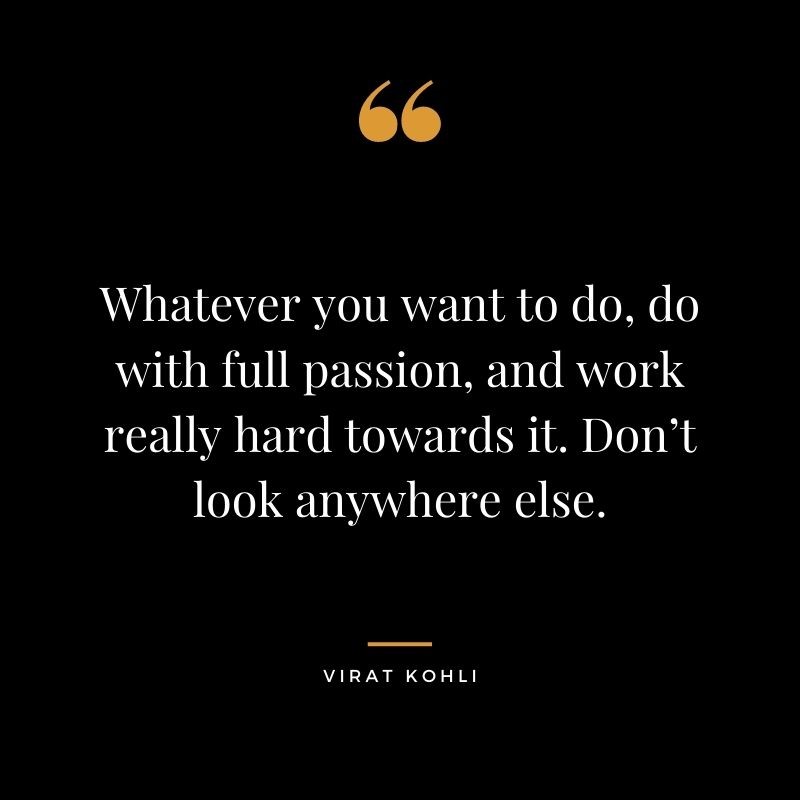 “
Whatever you want to do, do
with full passion, and work
really hard towards it. Don’t
look anywhere else.
VIRAT KOHLI